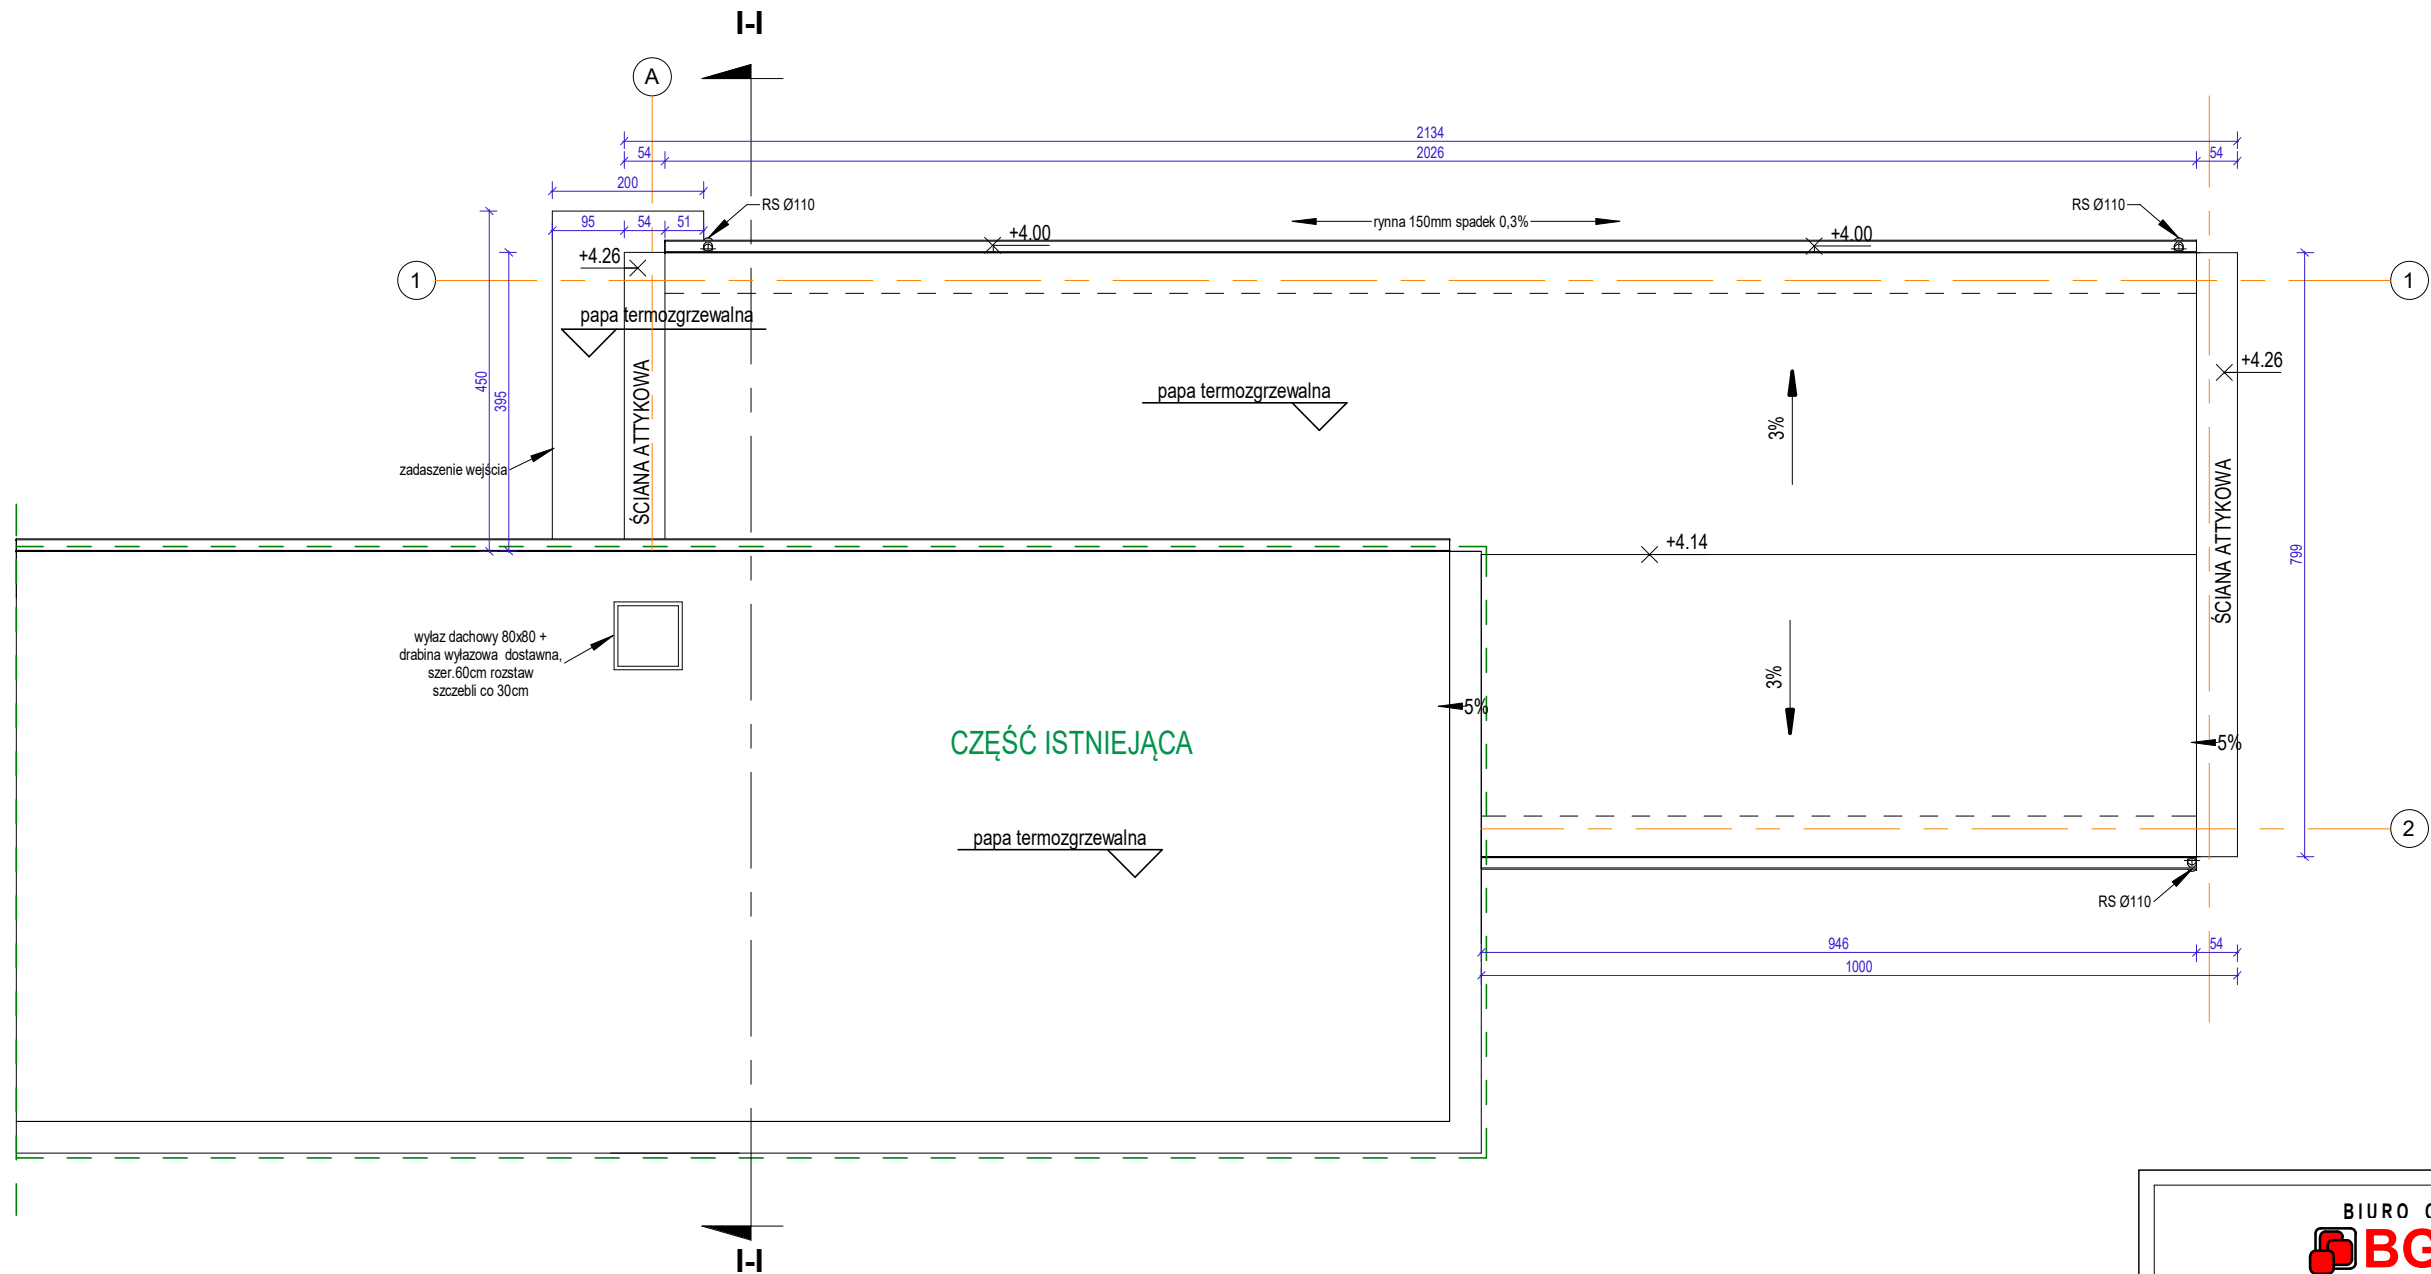 I-I
A
2134
54
2026
54
200
RS Ø110
RS Ø110
95
54
51
rynna 150mm spadek 0,3%
+4.00
+4.00
+4.26
1
1
papa termozgrzewalna
+4.26
450
395
ŚCIANA ATTYKOWA
papa termozgrzewalna
3%
zadaszenie wejścia
ŚCIANA ATTYKOWA
799
+4.14
wyłaz dachowy 80x80 +
drabina wyłazowa dostawna,
szer.60cm rozstaw
szczebli co 30cm
3%
5%
CZĘŚĆ ISTNIEJĄCA
5%
papa termozgrzewalna
2
RS Ø110
946
54
1000
BIURO
BG
I-I